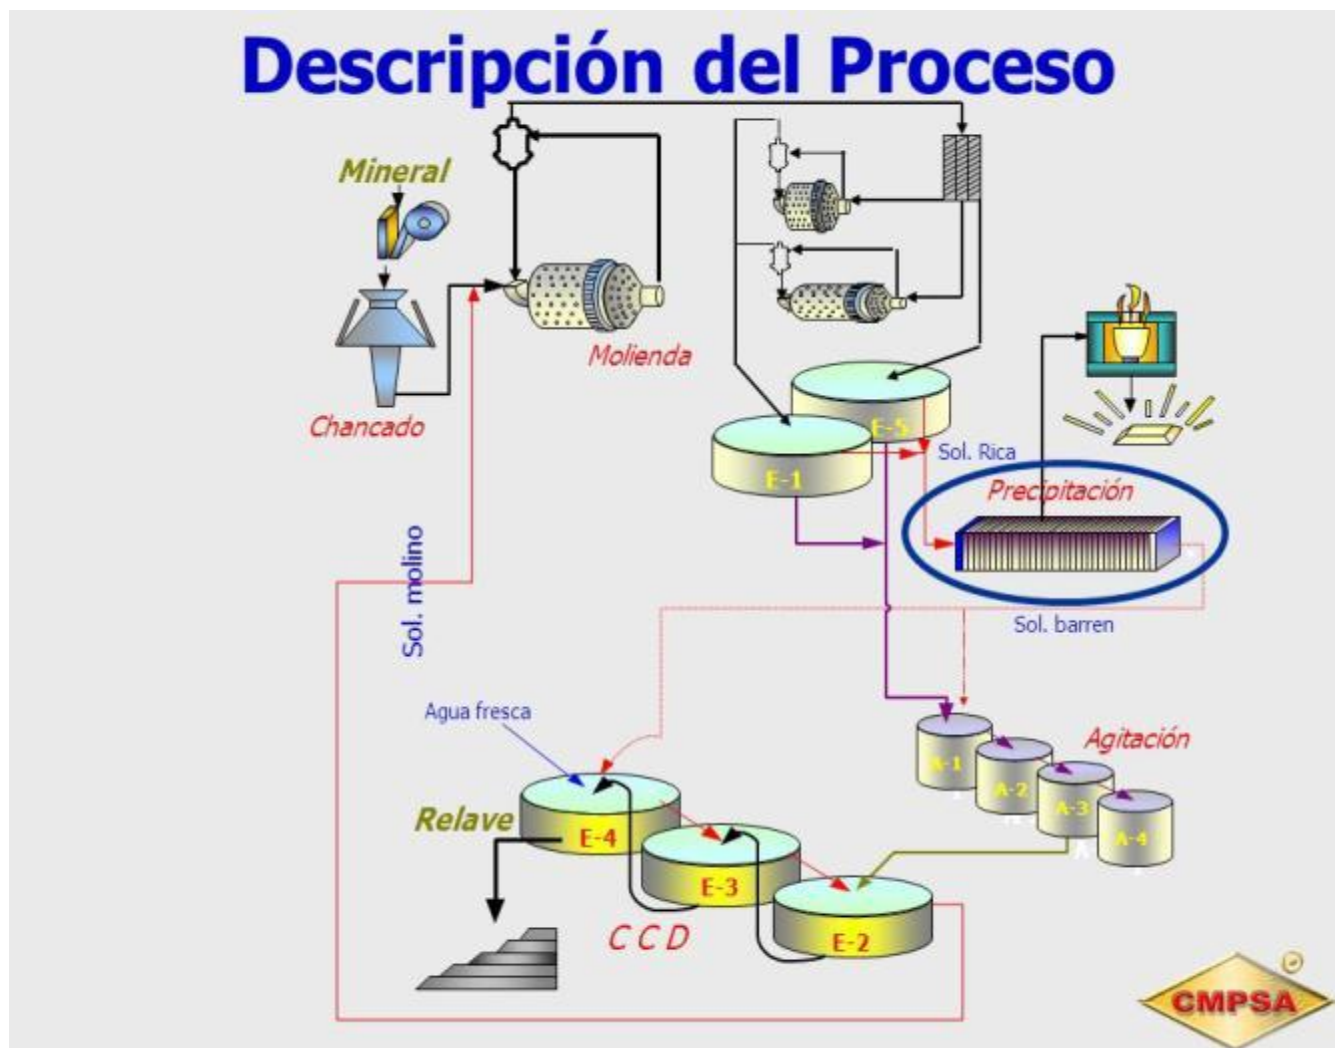 Descripción del Proceso
Mineral
Molienda
Chancado
E-5
E-1
Sol. Rica
Precipitación
Sol. molino
Sol. barren
Agua fresca
Agitación
A-1
A-2
A-3
A-4
Relave
E-4
E-3
E-2
C C D
CMPSA